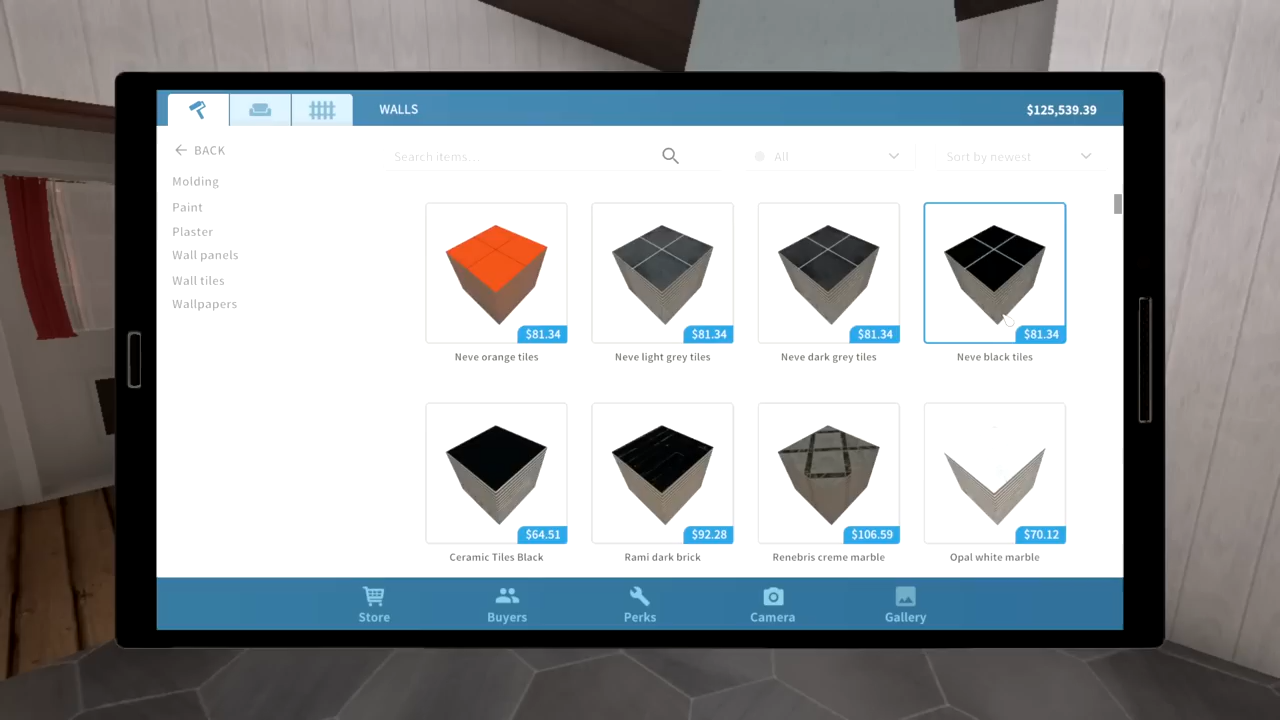 WALLS
$125,539.39
BACK
Search items...
All
Sort by newest
Molding
Paint
Plaster
Wall panels
Wall tiles
Wallpapers
$81.34
$81.34
$81.34
$81.34
Neve orange tiles
Neve light grey tiles
Neve dark grey tiles
Neve black tiles
$64.51
$92.28
$106.59
$70.12
Ceramic Tiles Black
Rami dark brick
Renebris creme marble
Opal white marble
Store
Buyers
Perks
Camera
Gallery